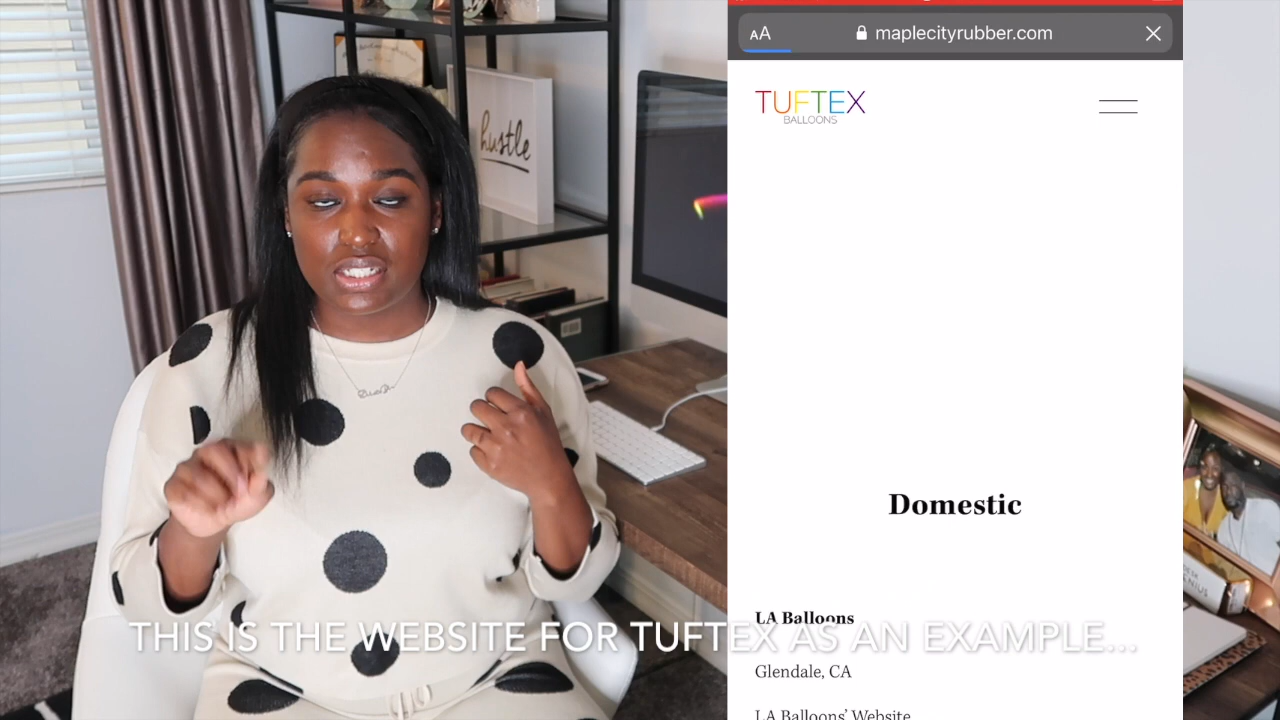 AA maplecityrubber.com
TUFTEX
BALLOONS
hustle
Domestic
LA Balloons
THIS IS THE WEBSITE FOR TUFTEX AS AN EXAMPLE...
Glendale, CA
LA Balloons' Website